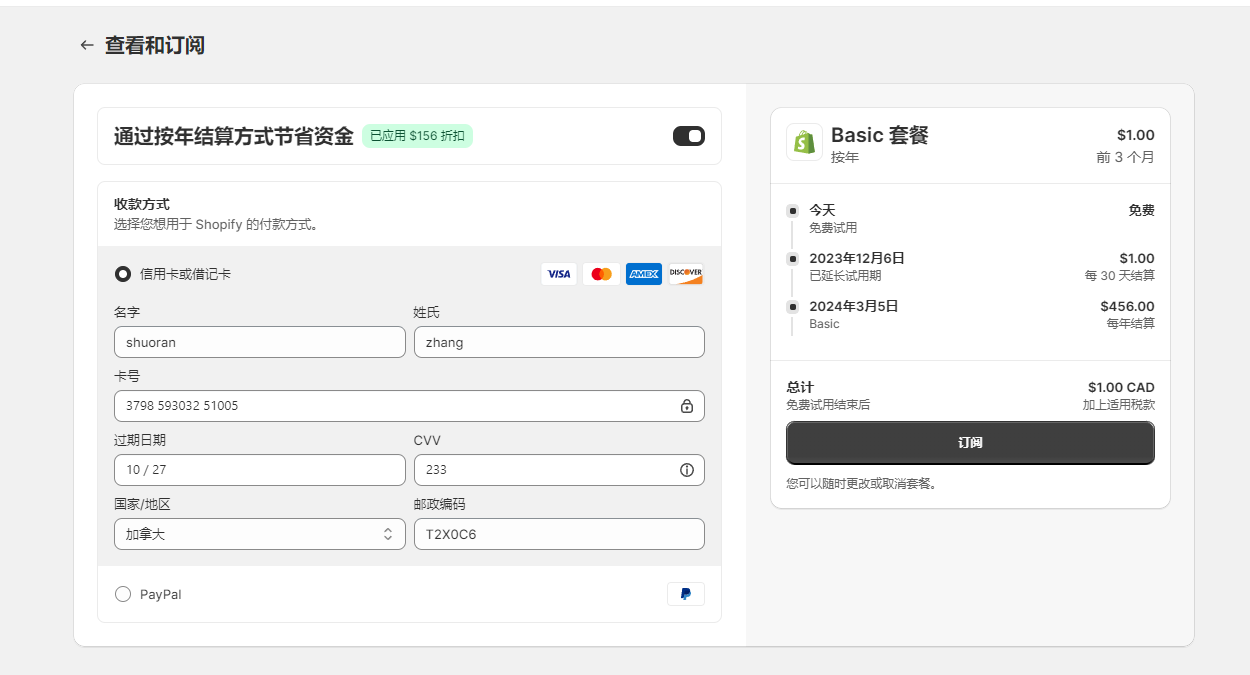 查看和订阅
通过按年结算方式节省资金 已应用 $156 折扣
收款方式
选择您想用于 Shopify 的付款方式。
信用卡或借记卡 VISA AMEX DISCOVER
名字 姓氏
shuoran zhang
卡号
3798 593032 51005
过期日期 CVV
10 / 27 233
国家/地区 邮政编码
加拿大 T2X0C6
PayPal
Basic 套餐 $1.00
按年 前 3 个月
今天 免费
免费试用
2023年12月6日 $1.00
已延长试用期 每 30 天结算
2024年3月5日 $456.00
Basic 每年结算
总计 $1.00 CAD
免费试用结束后 加上适用税款
订阅
您可以随时更改或取消套餐。